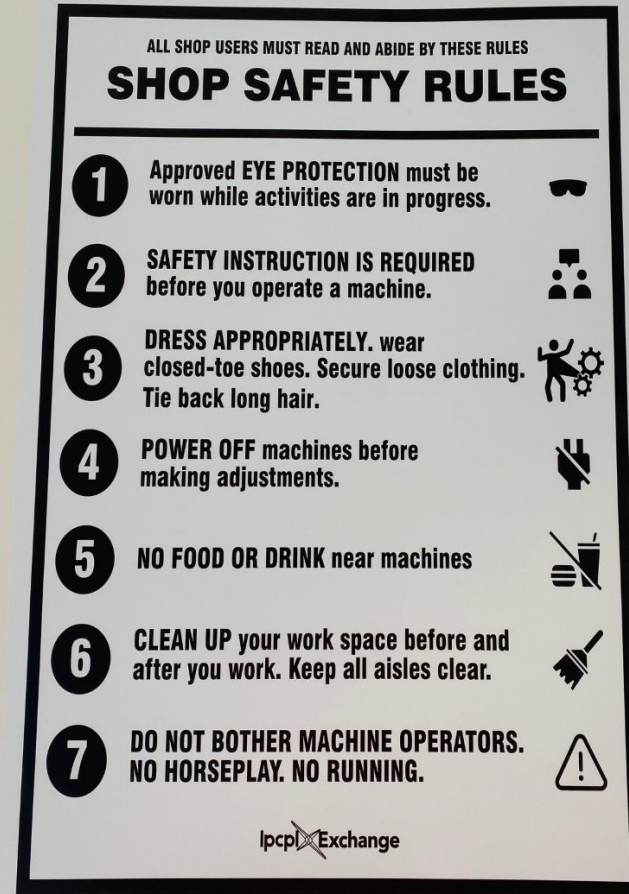 ALL SHOP USERS MUST READ AND ABIDE BY THESE RULES
SHOP SAFETY RULES
1 Approved EYE PROTECTION must be
worn while activities are in progress.
2 SAFETY INSTRUCTION IS REQUIRED
before you operate a machine.
3 DRESS APPROPRIATELY. wear
closed-toe shoes. Secure loose clothing.
Tie back long hair.
4 POWER OFF machines before
making adjustments.
5 NO FOOD OR DRINK near machines
6 CLEAN UP your work space before and
after you work. Keep all aisles clear.
7 DO NOT BOTHER MACHINE OPERATORS.
NO HORSEPLAY. NO RUNNING.
lpcpl Exchange